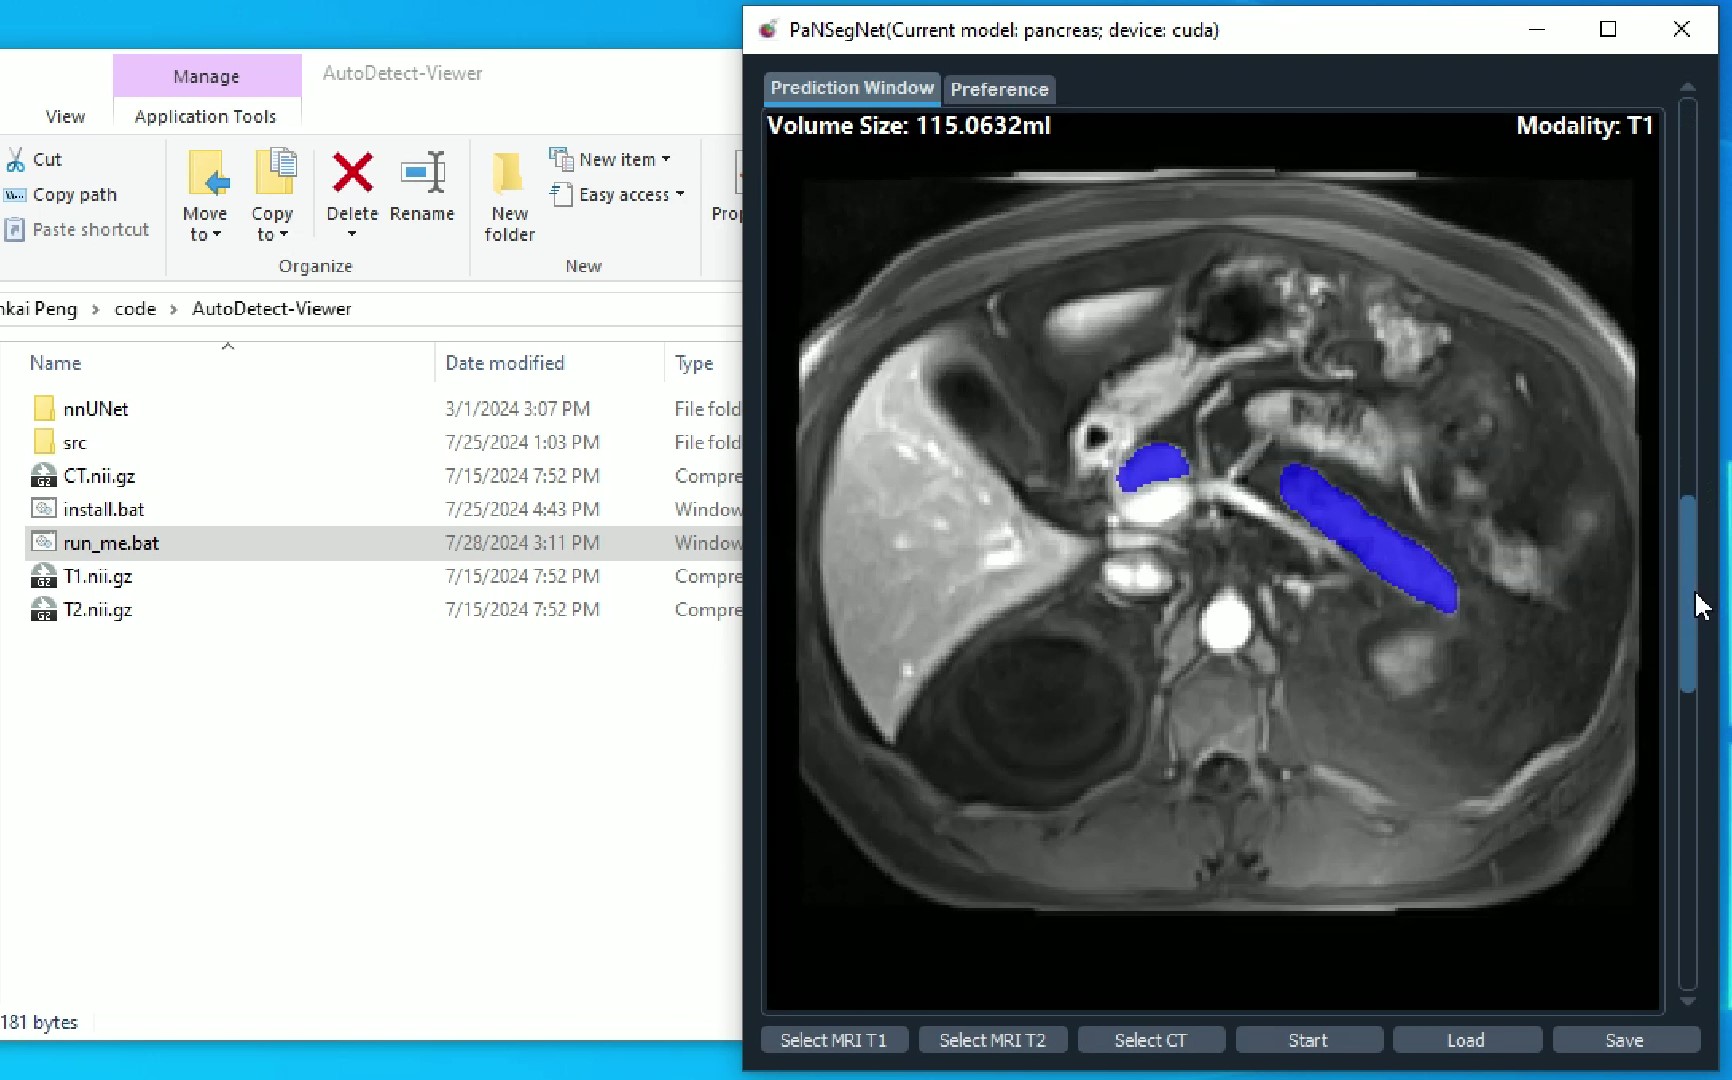 Manage
AutoDetect-Viewer
View
Application Tools
Cut
Copy path
Paste shortcut
Move to
Copy to
Delete
Rename
New folder
New item
Easy access
Organize
New
code > AutoDetect-Viewer
Name Date modified Type
nnUNet 3/1/2024 3:07 PM File fold
src 7/25/2024 1:03 PM File fold
CT.nii.gz 7/15/2024 7:52 PM Compre
install.bat 7/25/2024 4:43 PM Window
run_me.bat 7/28/2024 3:11 PM Window
T1.nii.gz 7/15/2024 7:52 PM Compre
T2.nii.gz 7/15/2024 7:52 PM Compre
181 bytes
PaNSegNet(Current model: pancreas; device: cuda)
Prediction Window Preference
Volume Size: 115.0632ml Modality: T1
Select MRI T1 Select MRI T2 Select CT Start Load Save